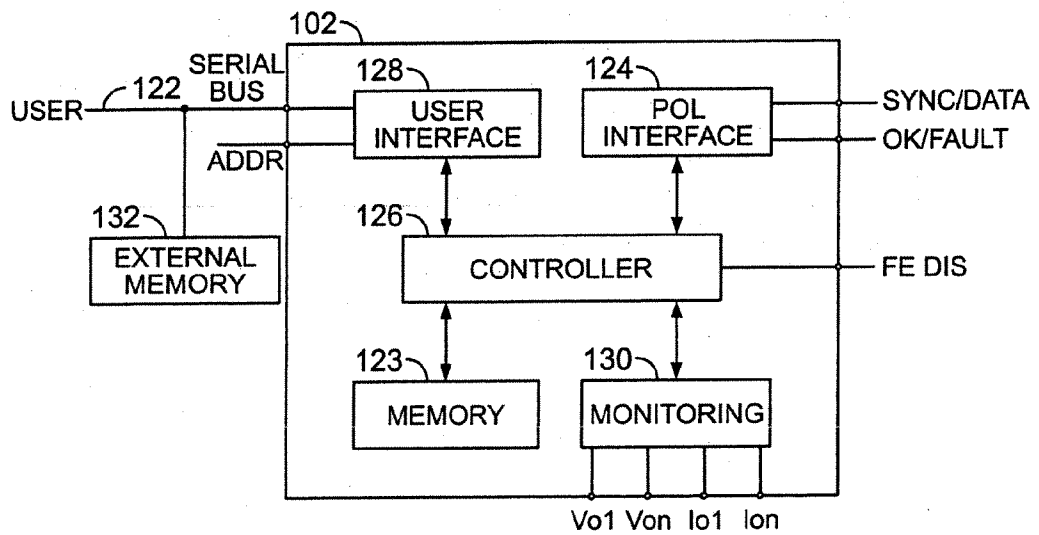 102
SERIAL
BUS
128
124
122
USER
USER
INTERFACE
POL
INTERFACE
SYNC/DATA
OK/FAULT
ADDR
132
126
EXTERNAL
MEMORY
CONTROLLER
FE DIS
123
130
MEMORY
MONITORING
Vo1 Von Io1 Ion